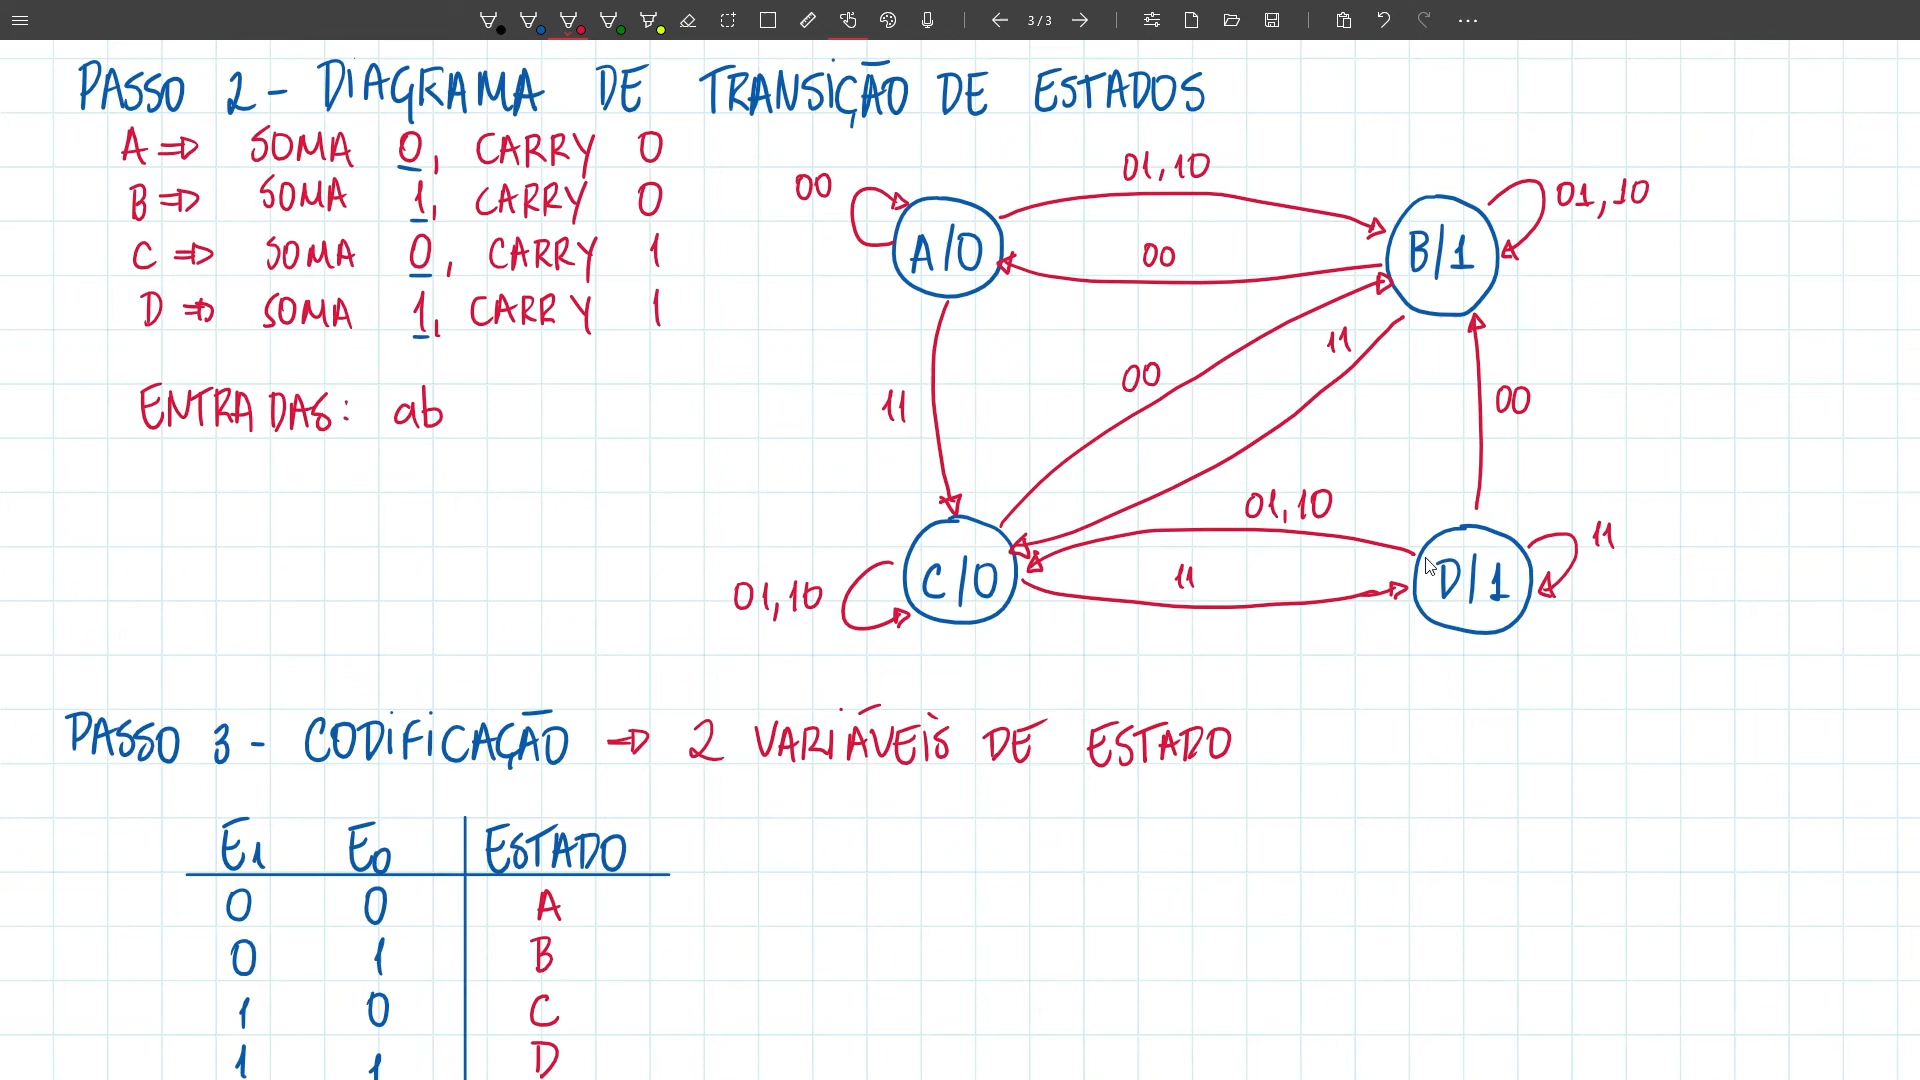 3/3
PASSO 2 - DIAGRAMA DE TRANSIÇÃO DE ESTADOS
A ⇒ SOMA 0, CARRY 0
B ⇒ SOMA 1, CARRY 0
C ⇒ SOMA 0, CARRY 1
D ⇒ SOMA 1, CARRY 1
ENTRADAS: ab
00
01,10
01,10
A/0
B/1
00
11
00
11
00
01,10
11
C/0
D/1
01,10
11
PASSO 3 - CODIFICAÇÃO ⇒ 2 VARIÁVEIS DE ESTADO
E1 E0 ESTADO
0 0 A
0 1 B
1 0 C
1 1 D